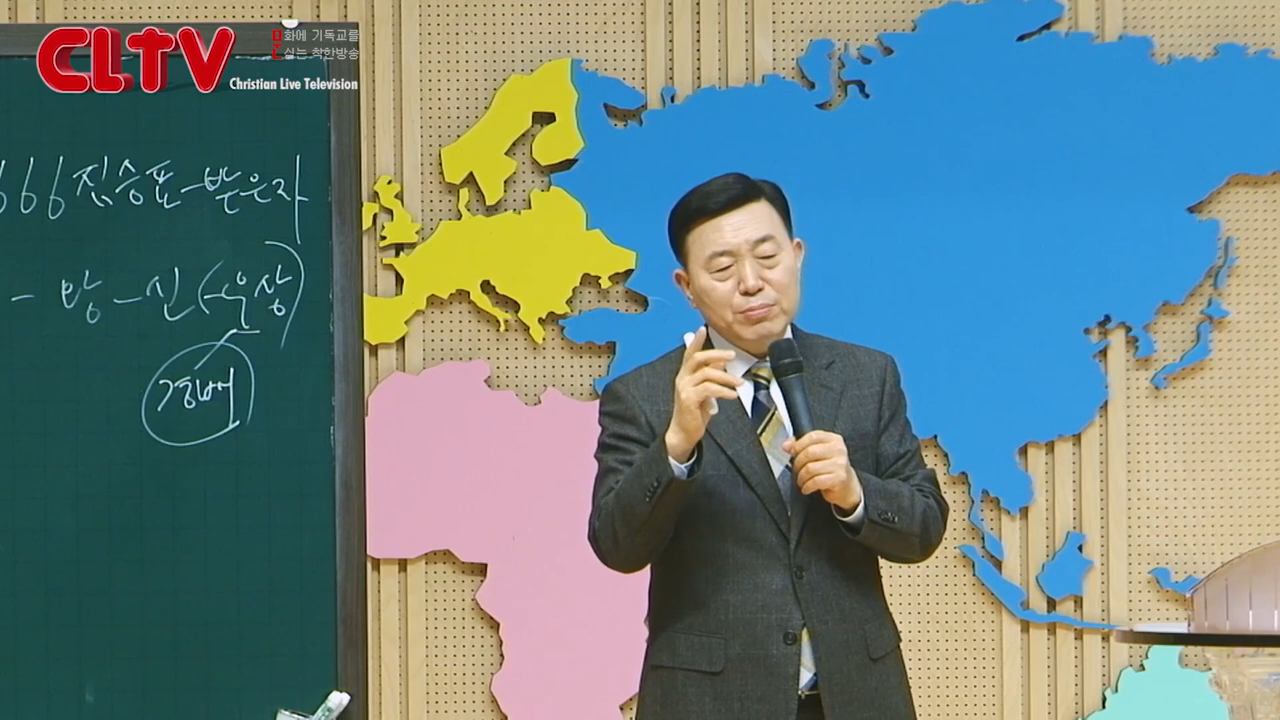 CLTV
문화에 기독교를
싣는 착한방송
Christian Live Television
666 짐승표 받은자
- 방 - 신(우상)
경배